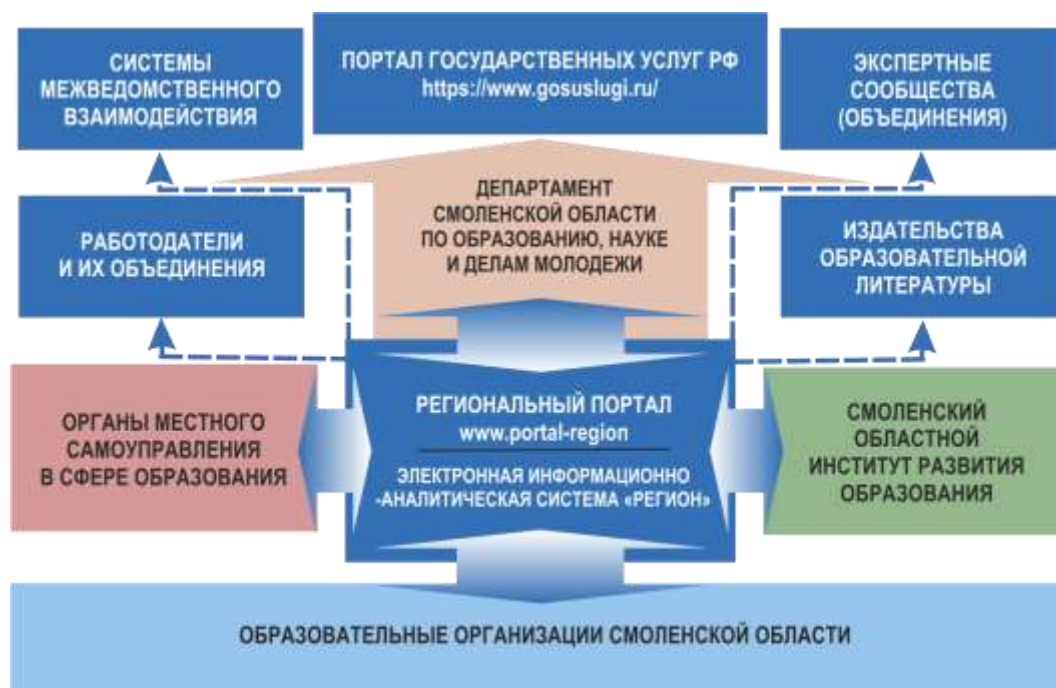 СИСТЕМЫ
МЕЖВЕДОМСТВЕННОГО
ВЗАИМОДЕЙСТВИЯ
ПОРТАЛ ГОСУДАРСТВЕННЫХ УСЛУГ РФ
https://www.gosuslugi.ru/
ЭКСПЕРТНЫЕ
СООБЩЕСТВА
(ОБЪЕДИНЕНИЯ)
РАБОТОДАТЕЛИ
И ИХ ОБЪЕДИНЕНИЯ
ДЕПАРТАМЕНТ
СМОЛЕНСКОЙ ОБЛАСТИ
ПО ОБРАЗОВАНИЮ, НАУКЕ
И ДЕЛАМ МОЛОДЕЖИ
ИЗДАТЕЛЬСТВА
ОБРАЗОВАТЕЛЬНОЙ
ЛИТЕРАТУРЫ
ОРГАНЫ МЕСТНОГО
САМОУПРАВЛЕНИЯ
В СФЕРЕ ОБРАЗОВАНИЯ
РЕГИОНАЛЬНЫЙ ПОРТАЛ
www.portal-region
ЭЛЕКТРОННАЯ ИНФОРМАЦИОННО
-АНАЛИТИЧЕСКАЯ СИСТЕМА «РЕГИОН»
СМОЛЕНСКИЙ
ОБЛАСТНОЙ
ИНСТИТУТ РАЗВИТИЯ
ОБРАЗОВАНИЯ
ОБРАЗОВАТЕЛЬНЫЕ ОРГАНИЗАЦИИ СМОЛЕНСКОЙ ОБЛАСТИ